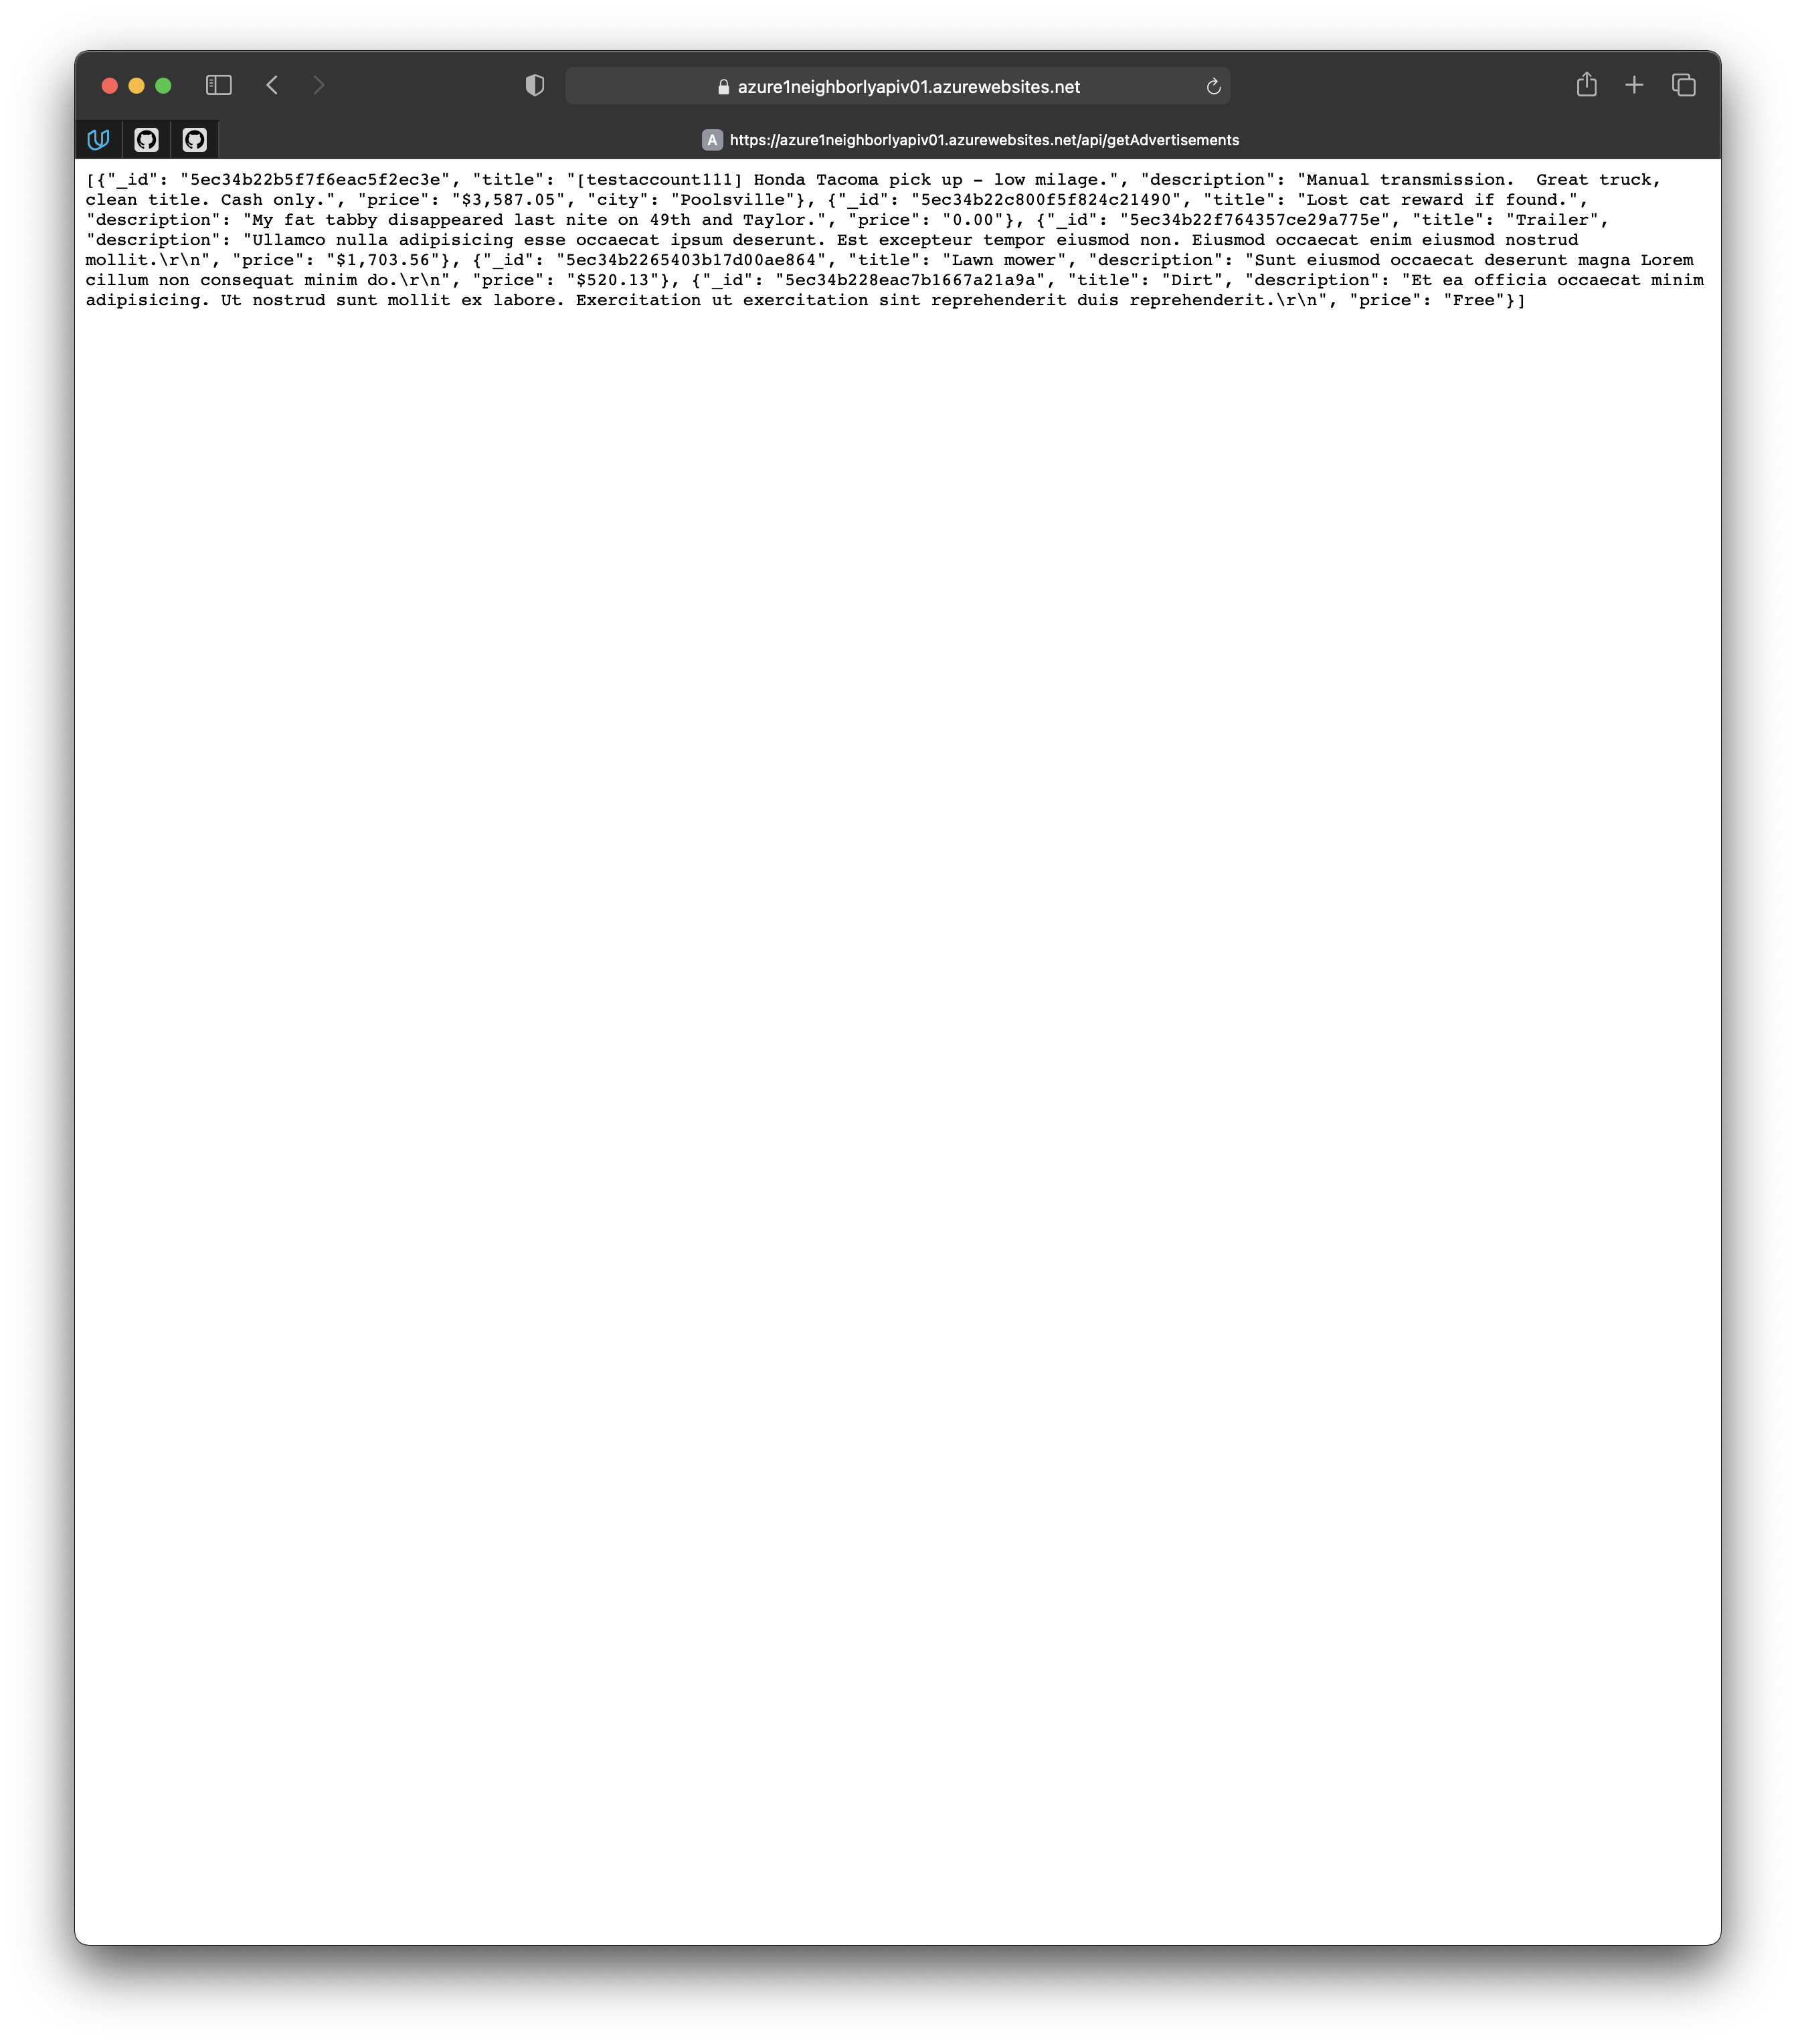 azure1neighborlyapiv01.azurewebsites.net
A https://azure1neighborlyapiv01.azurewebsites.net/api/getAdvertisements
[{"_id": "5ec34b22b5f7f6eac5f2ec3e", "title": "[testaccount111] Honda Tacoma pick up - low milage.", "description": "Manual transmission.  Great truck,
clean title. Cash only.", "price": "$3,587.05", "city": "Poolsville"}, {"_id": "5ec34b22c800f5f824c21490", "title": "Lost cat reward if found.",
"description": "My fat tabby disappeared last nite on 49th and Taylor.", "price": "0.00"}, {"_id": "5ec34b22f764357ce29a775e", "title": "Trailer",
"description": "Ullamco nulla adipisicing esse occaecat ipsum deserunt. Est excepteur tempor eiusmod non. Eiusmod occaecat enim eiusmod nostrud
mollit.\r\n", "price": "$1,703.56"}, {"_id": "5ec34b2265403b17d00ae864", "title": "Lawn mower", "description": "Sunt eiusmod occaecat deserunt magna Lorem
cillum non consequat minim do.\r\n", "price": "$520.13"}, {"_id": "5ec34b228eac7b1667a21a9a", "title": "Dirt", "description": "Et ea officia occaecat minim
adipisicing. Ut nostrud sunt mollit ex labore. Exercitation ut exercitation sint reprehenderit duis reprehenderit.\r\n", "price": "Free"}]